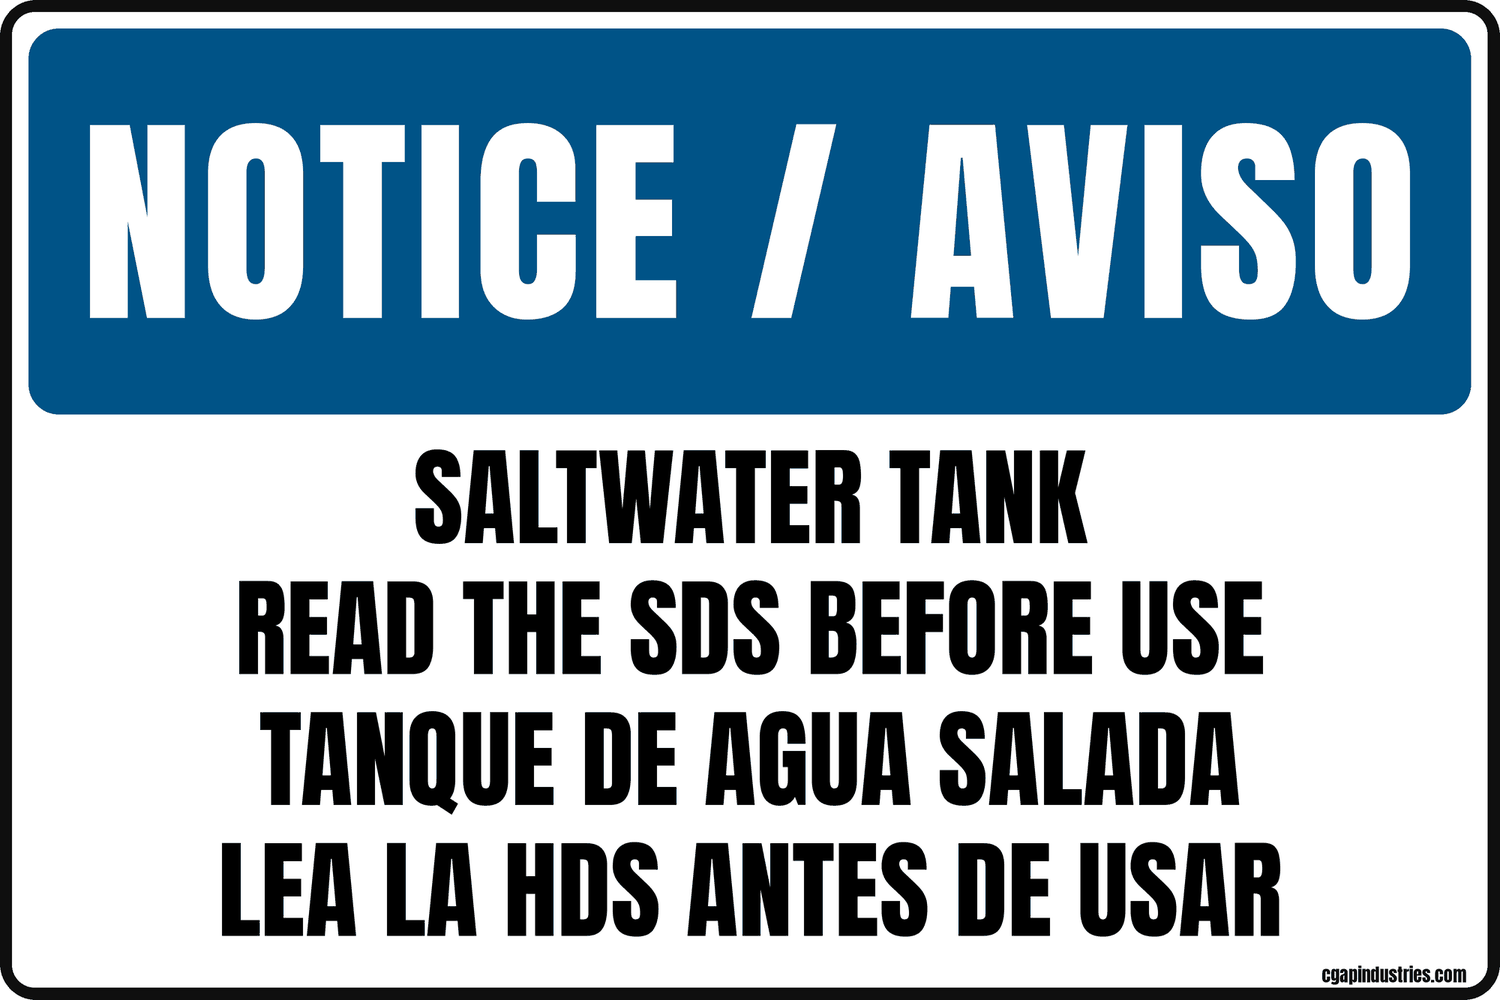 NOTICE / AVISO
SALTWATER TANK
READ THE SDS BEFORE USE
TANQUE DE AGUA SALADA
LEA LA HDS ANTES DE USAR
cgapindustries.com